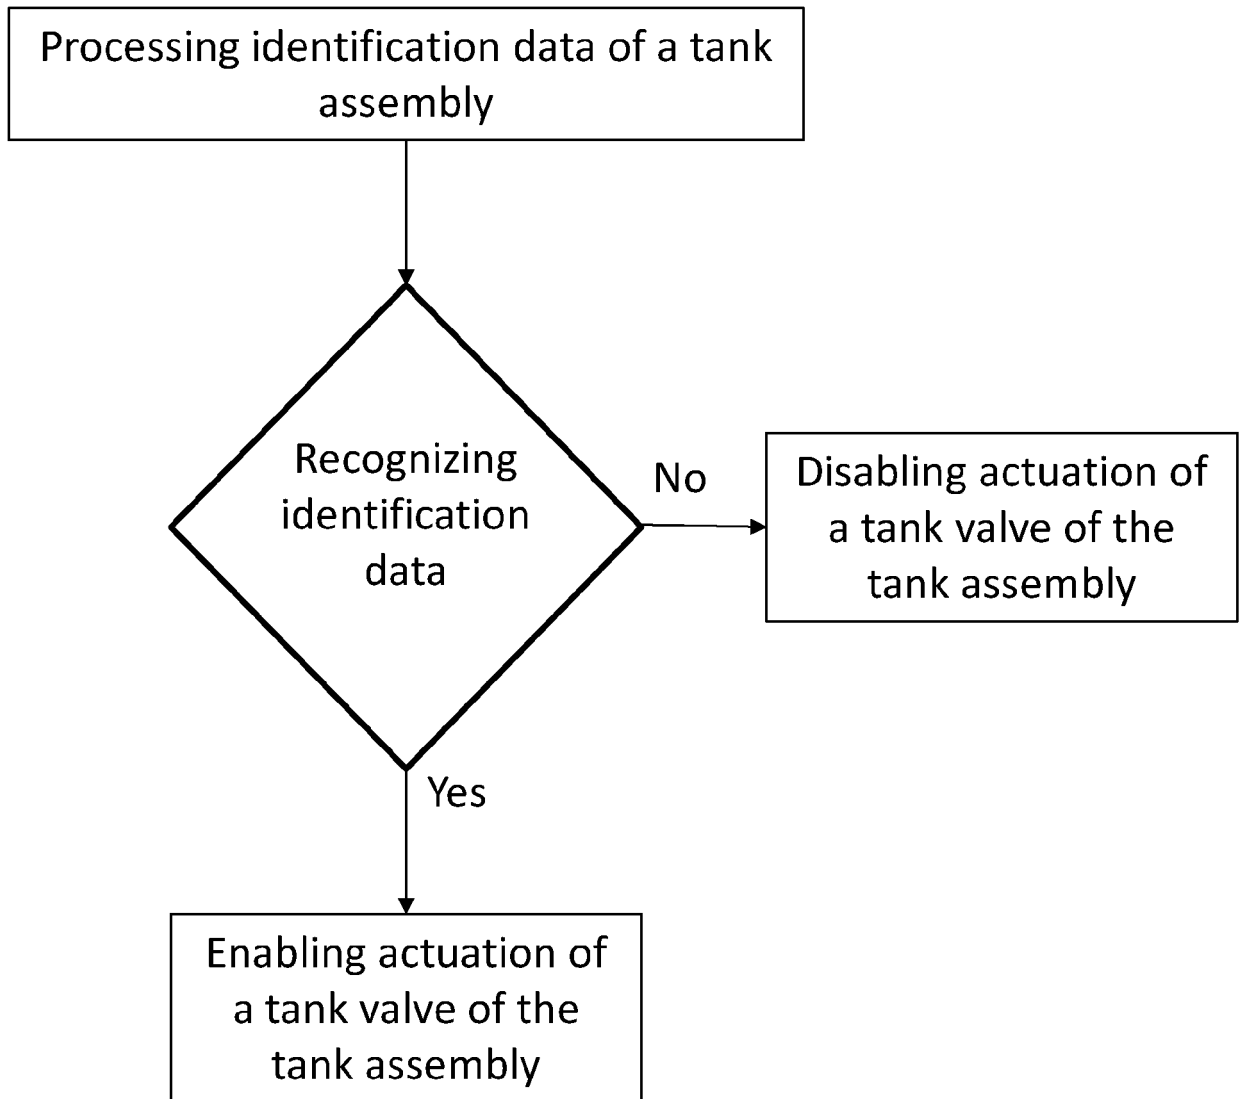 Processing identification data of a tank
assembly
Recognizing
identification
data
No
Disabling actuation of
a tank valve of the
tank assembly
Yes
Enabling actuation of
a tank valve of the
tank assembly